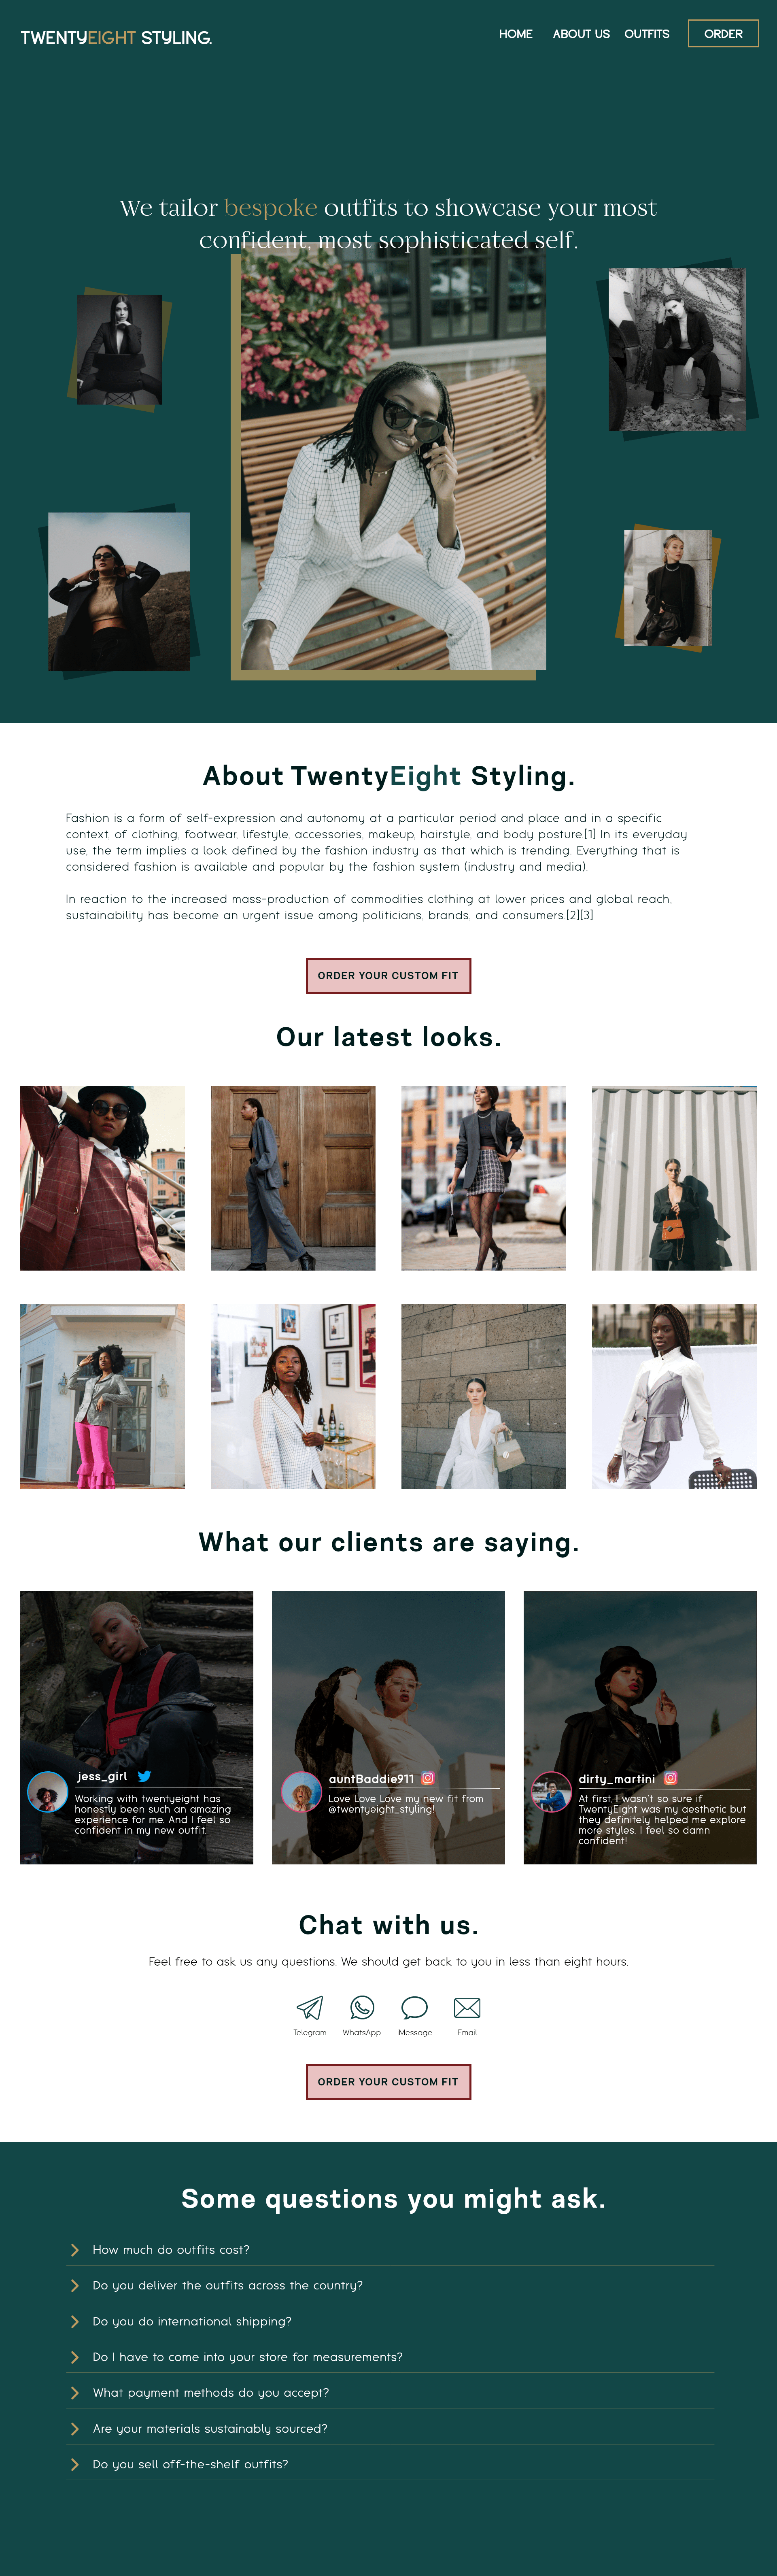 TWENTYEIGHT STYLING.
HOME
ABOUT US
OUTFITS
ORDER
We tailor bespoke outfits to showcase your most
confident, most sophisticated self.
About TwentyEight Styling.
Fashion is a form of self-expression and autonomy at a particular period and place and in a specific
context, of clothing, footwear, lifestyle, accessories, makeup, hairstyle, and body posture.[1] In its everyday
use, the term implies a look defined by the fashion industry as that which is trending. Everything that is
considered fashion is available and popular by the fashion system (industry and media).
In reaction to the increased mass-production of commodities clothing at lower prices and global reach,
sustainability has become an urgent issue among politicians, brands, and consumers.[2][3]
ORDER YOUR CUSTOM FIT
Our latest looks.
What our clients are saying.
jess_girl
Working with twentyeight has
honestly been such an amazing
experience for me. And I feel so
confident in my new outfit.
auntBaddie911
Love Love Love my new fit from
@twentyeight_styling!
dirty_martini
At first, I wasn't so sure if
TwentyEight was my aesthetic but
they definitely helped me explore
more styles. I feel so damn
confident!
Chat with us.
Feel free to ask us any questions. We should get back to you in less than eight hours.
Telegram
WhatsApp
iMessage
Email
ORDER YOUR CUSTOM FIT
Some questions you might ask.
How much do outfits cost?
Do you deliver the outfits across the country?
Do you do international shipping?
Do I have to come into your store for measurements?
What payment methods do you accept?
Are your materials sustainably sourced?
Do you sell off-the-shelf outfits?